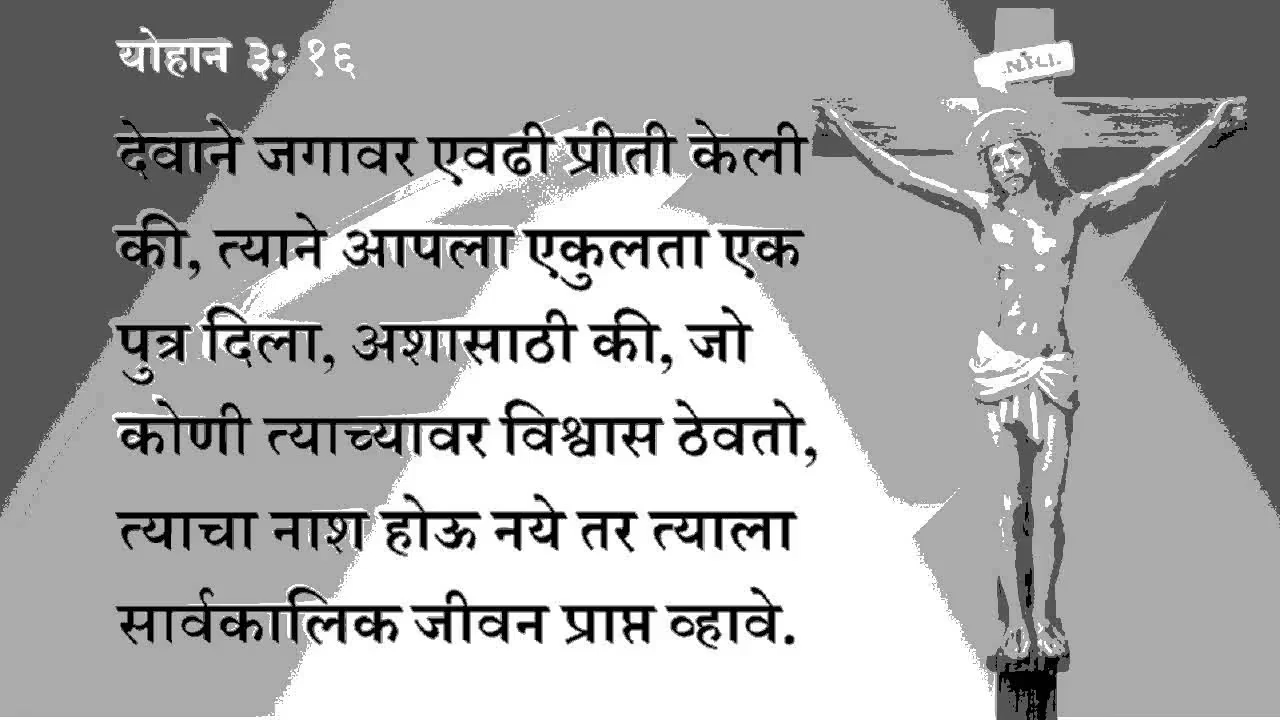 योहान ३: १६
देवाने जगावर एवढी प्रीती केली
की, त्याने आपला एकुलता एक
पुत्र दिला, अशासाठी की, जो
कोणी त्याच्यावर विश्वास ठेवतो,
त्याचा नाश होऊ नये तर त्याला
सार्वकालिक जीवन प्राप्त व्हावे.